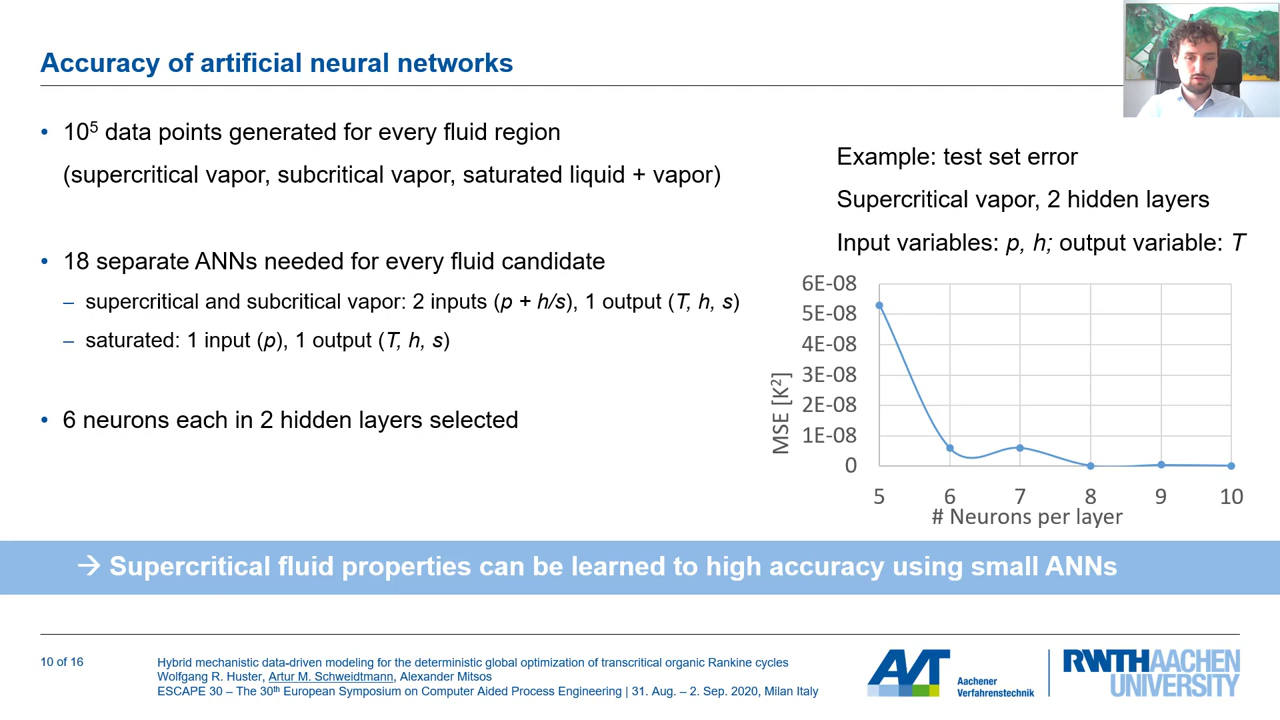 Accuracy of artificial neural networks
• 10⁵ data points generated for every fluid region
(supercritical vapor, subcritical vapor, saturated liquid + vapor)
• 18 separate ANNs needed for every fluid candidate
– supercritical and subcritical vapor: 2 inputs (p + h/s), 1 output (T, h, s)
– saturated: 1 input (p), 1 output (T, h, s)
• 6 neurons each in 2 hidden layers selected
Example: test set error
Supercritical vapor, 2 hidden layers
Input variables: p, h; output variable: T
6E-08
5E-08
4E-08
3E-08
2E-08
1E-08
0
MSE [K²]
5 6 7 8 9 10
# Neurons per layer
→ Supercritical fluid properties can be learned to high accuracy using small ANNs
10 of 16
Hybrid mechanistic data-driven modeling for the deterministic global optimization of transcritical organic Rankine cycles
Wolfgang R. Huster, Artur M. Schweidtmann, Alexander Mitsos
ESCAPE 30 – The 30th European Symposium on Computer Aided Process Engineering | 31. Aug. – 2. Sep. 2020, Milan Italy
AVT
Aachener
Verfahrenstechnik
RWTHAACHEN
UNIVERSITY